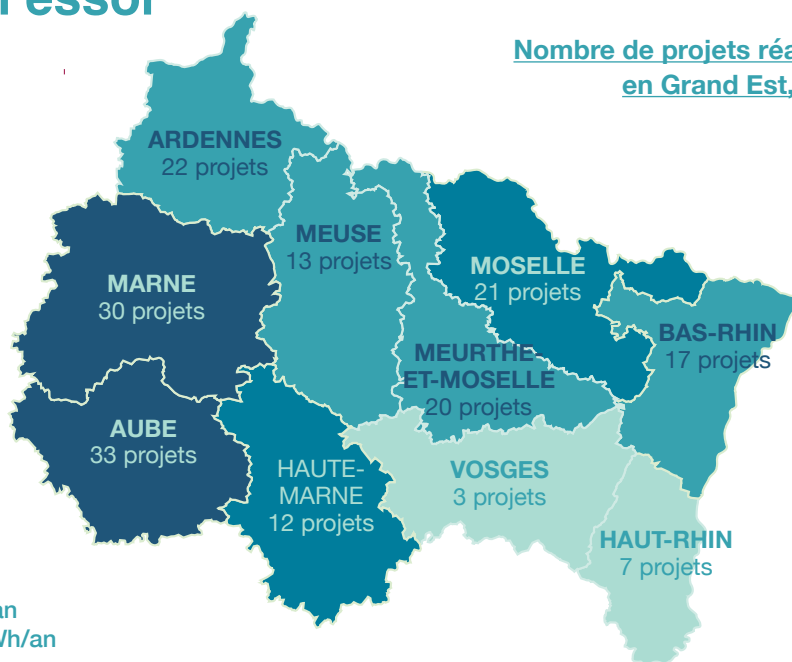 l'essor
Nombre de projets réa
en Grand Est,
ARDENNES
22 projets
MEUSE
13 projets
MARNE
30 projets
MOSELLE
21 projets
BAS-RHIN
17 projets
MEURTHE-
ET-MOSELLE
20 projets
AUBE
33 projets
HAUTE-
MARNE
12 projets
VOSGES
3 projets
HAUT-RHIN
7 projets
an
Wh/an